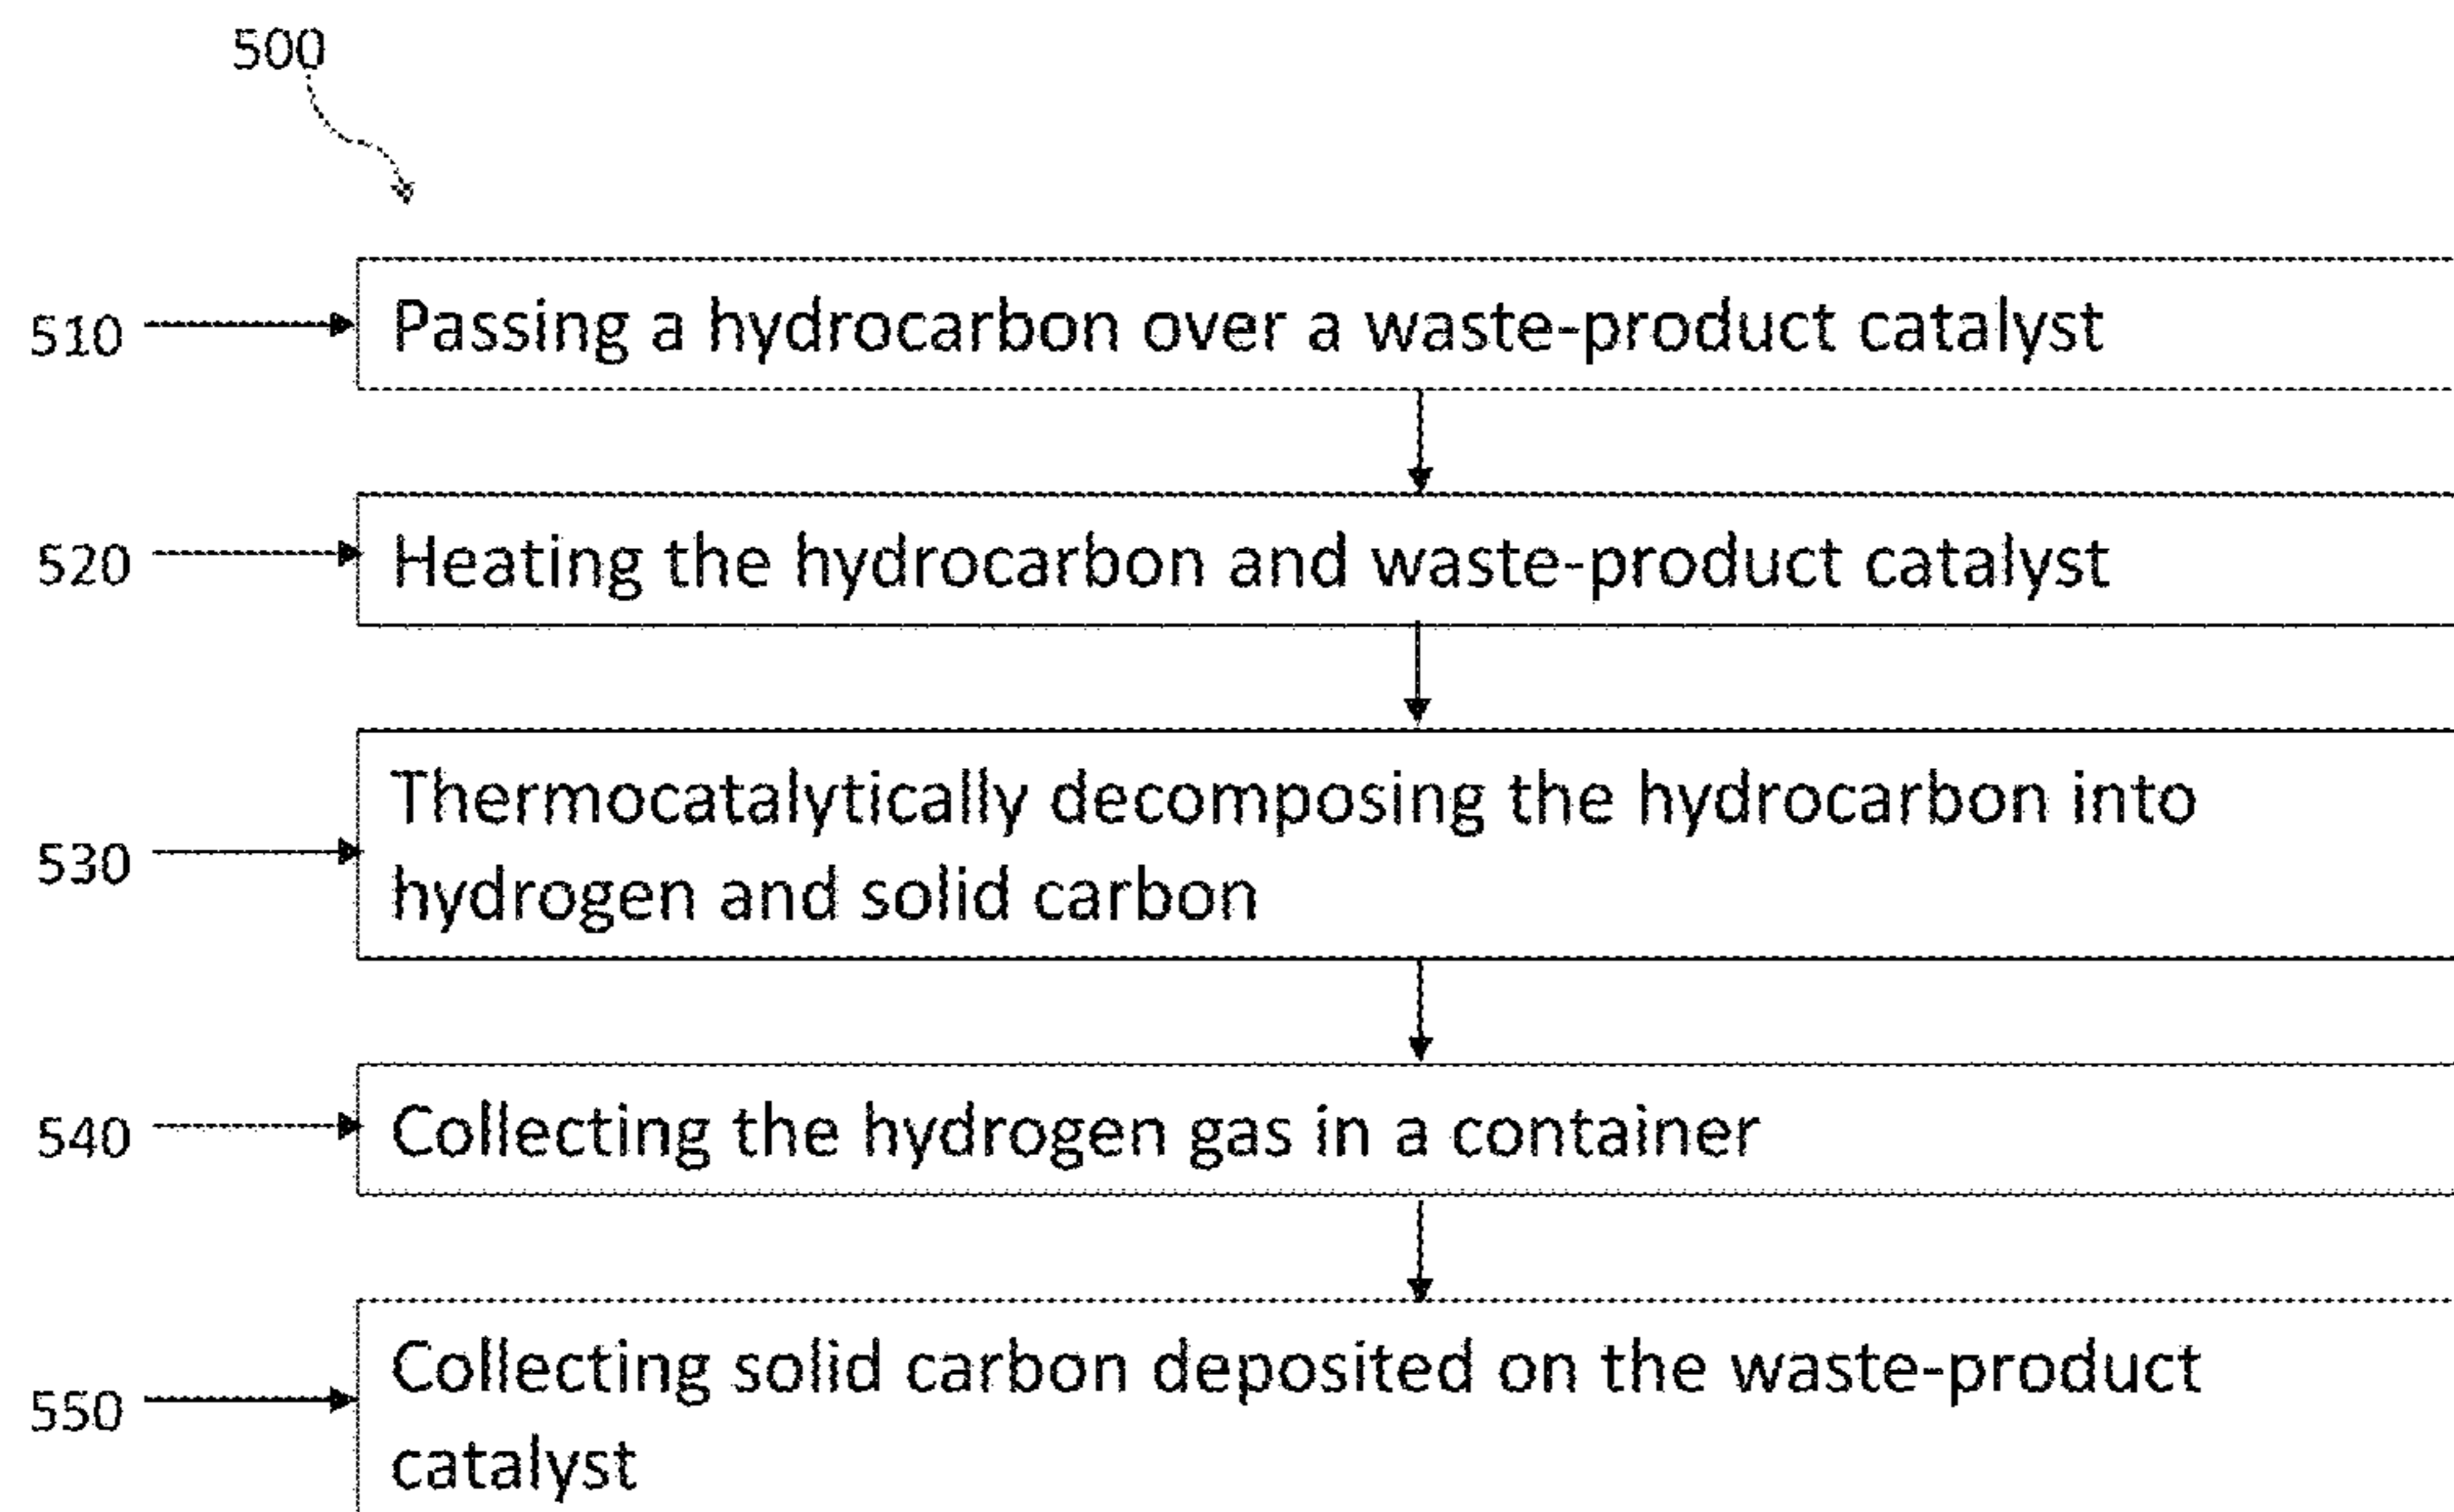 500
510
Passing a hydrocarbon over a waste-product catalyst
520
Heating the hydrocarbon and waste-product catalyst
530
Thermocatalytically decomposing the hydrocarbon into
hydrogen and solid carbon
540
Collecting the hydrogen gas in a container
550
Collecting solid carbon deposited on the waste-product
catalyst